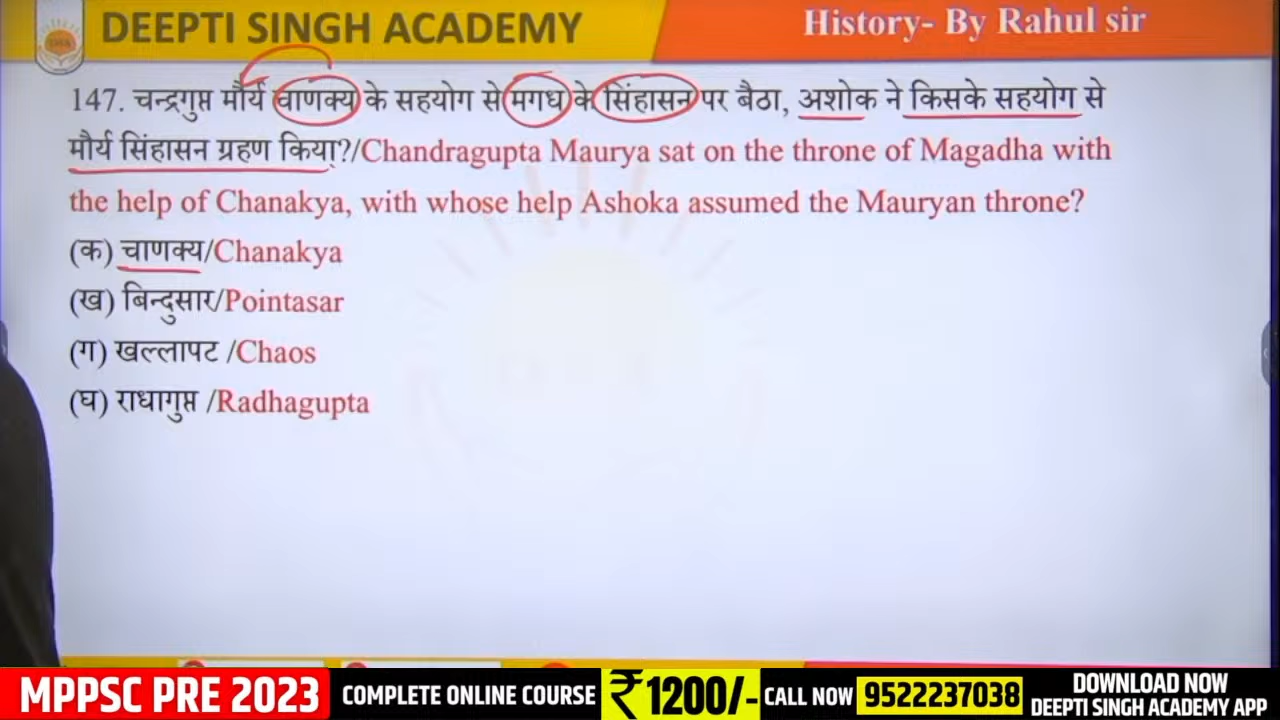 DEEPTI SINGH ACADEMY
History- By Rahul sir
147. चन्द्रगुप्त मौर्य चाणक्य के सहयोग से मगध के सिंहासन पर बैठा, अशोक ने किसके सहयोग से
मौर्य सिंहासन ग्रहण किया?/Chandragupta Maurya sat on the throne of Magadha with
the help of Chanakya, with whose help Ashoka assumed the Mauryan throne?
(क) चाणक्य/Chanakya
(ख) बिन्दुसार/Pointasar
(ग) खल्लापट /Chaos
(घ) राधागुप्त /Radhagupta
MPPSC PRE 2023 COMPLETE ONLINE COURSE ₹1200/- CALL NOW 9522237038 DOWNLOAD NOW
DEEPTI SINGH ACADEMY APP